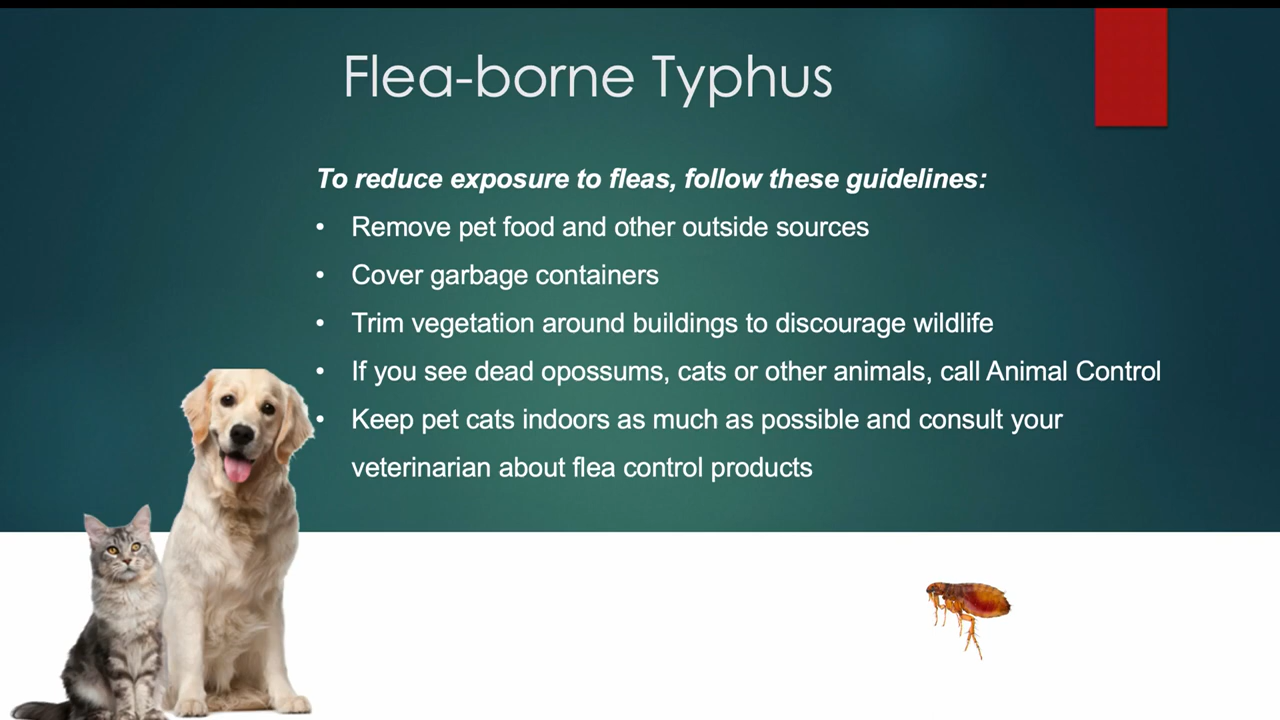 Flea-borne Typhus
To reduce exposure to fleas, follow these guidelines:
• Remove pet food and other outside sources
• Cover garbage containers
• Trim vegetation around buildings to discourage wildlife
• If you see dead opossums, cats or other animals, call Animal Control
• Keep pet cats indoors as much as possible and consult your
veterinarian about flea control products